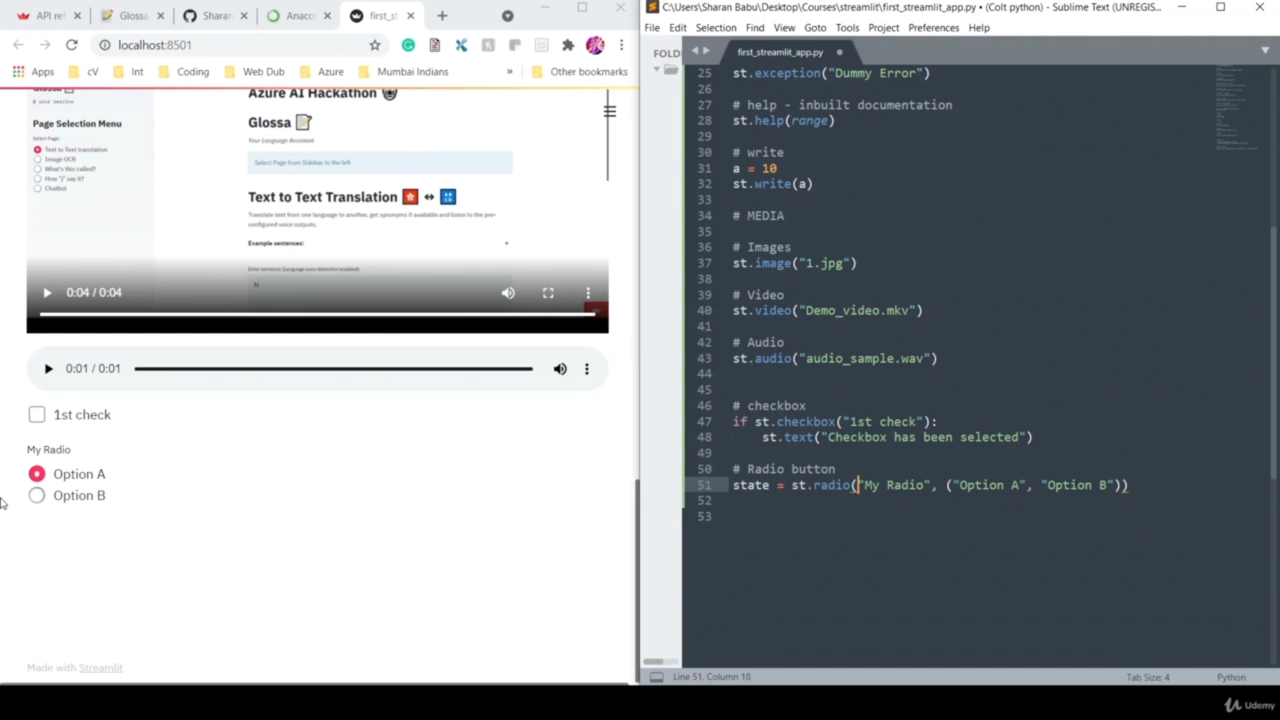 API ref
Glossa
Sharan
Anacon
first_st
C:\Users\Sharan Babu\Desktop\Courses\streamlit\first_streamlit_app.py • (Colt python) - Sublime Text (UNREGIS...
File Edit Selection Find View Goto Tools Project Preferences Help
localhost:8501
Apps cV Int Coding Web Dub Azure Mumbai Indians » Other bookmarks
FOLD
first_streamlit_app.py
Page Selection Menu
Select Page:
Text to Text translation
Image OCR
What's this called?
How "j" say it?
Chatbot
Azure AI Hackathon
Glossa
Your Language Assistant
Select Page from Sidebar to the left
Text to Text Translation
Translate text from one language to another, get synonyms if available and listen to the pre-
configured voice outputs.
Example sentences: +
Enter sentence (Language auto detection enabled):
0:04 / 0:04
0:01 / 0:01
1st check
My Radio
Option A
Option B
Made with Streamlit
25 st.exception("Dummy Error")
26
27 # help - inbuilt documentation
28 st.help(range)
29
30 # write
31 a = 10
32 st.write(a)
33
34 # MEDIA
35
36 # Images
37 st.image("1.jpg")
38
39 # Video
40 st.video("Demo_video.mkv")
41
42 # Audio
43 st.audio("audio_sample.wav")
44
45
46 # checkbox
47 if st.checkbox("1st check"):
48 st.text("Checkbox has been selected")
49
50 # Radio button
51 state = st.radio("My Radio", ("Option A", "Option B"))
52
53
Line 51, Column 18
Tab Size: 4
Python
Udemy